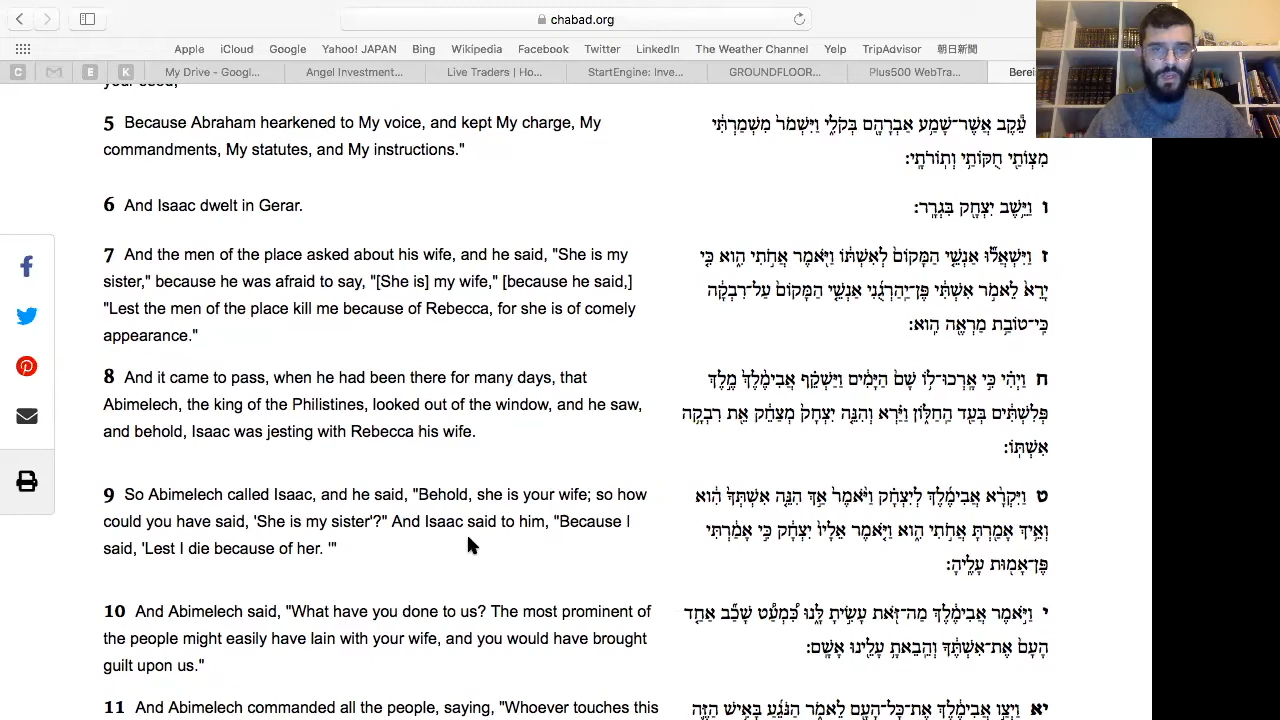 chabad.org
Apple iCloud Google Yahoo! JAPAN Bing Wikipedia Facebook Twitter LinkedIn The Weather Channel Yelp TripAdvisor 朝日新聞
C E K My Drive - Googl... Angel Investment... Live Traders | Ho... StartEngine: Inve... GROUNDFLOOR... Plus500 WebTra... Berei
your seed,
5 Because Abraham hearkened to My voice, and kept My charge, My
commandments, My statutes, and My instructions."
עֵ֕קֶב אֲשֶׁר־שָׁמַ֥ע אַבְרָהָ֖ם בְּקֹלִ֑י וַיִּשְׁמֹר֙ מִשְׁמַרְתִּ֔י
מִצְוֹתַ֖י חֻקּוֹתַ֥י וְתֽוֹרֹתָֽי:
6 And Isaac dwelt in Gerar.
ו וַיֵּ֥שֶׁב יִצְחָ֖ק בִּגְרָֽר:
7 And the men of the place asked about his wife, and he said, "She is my
sister," because he was afraid to say, "[She is] my wife," [because he said,]
"Lest the men of the place kill me because of Rebecca, for she is of comely
appearance."
ז וַיִּשְׁאֲל֞וּ אַנְשֵׁ֤י הַמָּקוֹם֙ לְאִשְׁתּ֔וֹ וַיֹּ֖אמֶר אֲחֹ֣תִי הִ֑וא כִּ֤י
יָרֵא֙ לֵאמֹ֣ר אִשְׁתִּ֔י פֶּן־יַֽהַרְגֻ֜נִי אַנְשֵׁ֤י הַמָּקוֹם֙ עַל־רִבְקָ֔ה
כִּֽי־טוֹבַ֥ת מַרְאֶ֖ה הִֽוא:
8 And it came to pass, when he had been there for many days, that
Abimelech, the king of the Philistines, looked out of the window, and he saw,
and behold, Isaac was jesting with Rebecca his wife.
ח וַיְהִ֗י כִּ֣י אָֽרְכוּ־ל֥וֹ שָׁם֙ הַיָּמִ֔ים וַיַּשְׁקֵ֗ף אֲבִימֶ֨לֶךְ֙ מֶ֣לֶךְ
פְּלִשְׁתִּ֔ים בְּעַ֖ד הַֽחַלּ֑וֹן וַיַּ֗רְא וְהִנֵּ֤ה יִצְחָק֙ מְצַחֵ֔ק אֵ֖ת רִבְקָ֥ה
אִשְׁתּֽוֹ:
9 So Abimelech called Isaac, and he said, "Behold, she is your wife; so how
could you have said, 'She is my sister'?" And Isaac said to him, "Because I
said, 'Lest I die because of her. '"
ט וַיִּקְרָ֨א אֲבִימֶ֜לֶךְ לְיִצְחָ֗ק וַיֹּ֨אמֶר֙ אַ֣ךְ הִנֵּ֤ה אִשְׁתְּךָ֙ הִ֔וא
וְאֵ֥יךְ אָמַ֖רְתָּ אֲחֹ֣תִי הִ֑וא וַיֹּ֤אמֶר אֵלָיו֙ יִצְחָ֔ק כִּ֣י אָמַ֔רְתִּי
פֶּן־אָמ֖וּת עָלֶֽיהָ:
10 And Abimelech said, "What have you done to us? The most prominent of
the people might easily have lain with your wife, and you would have brought
guilt upon us."
י וַיֹּ֣אמֶר אֲבִימֶ֔לֶךְ מַה־זֹּ֖את עָשִׂ֣יתָ לָּ֑נוּ כִּ֠מְעַ֠ט שָׁכַ֞ב אַחַ֤ד
הָעָם֙ אֶת־אִשְׁתֶּ֔ךָ וְהֵֽבֵאתָ֥ עָלֵ֖ינוּ אָשָֽׁם:
11 And Abimelech commanded all the people, saying, "Whoever touches this
יא וַיְצַ֣ו אֲבִימֶ֔לֶךְ אֶת־כָּל־הָעָ֖ם לֵאמֹ֑ר הַנֹּגֵ֜עַ בָּאִ֥ישׁ הַזֶּ֛ה